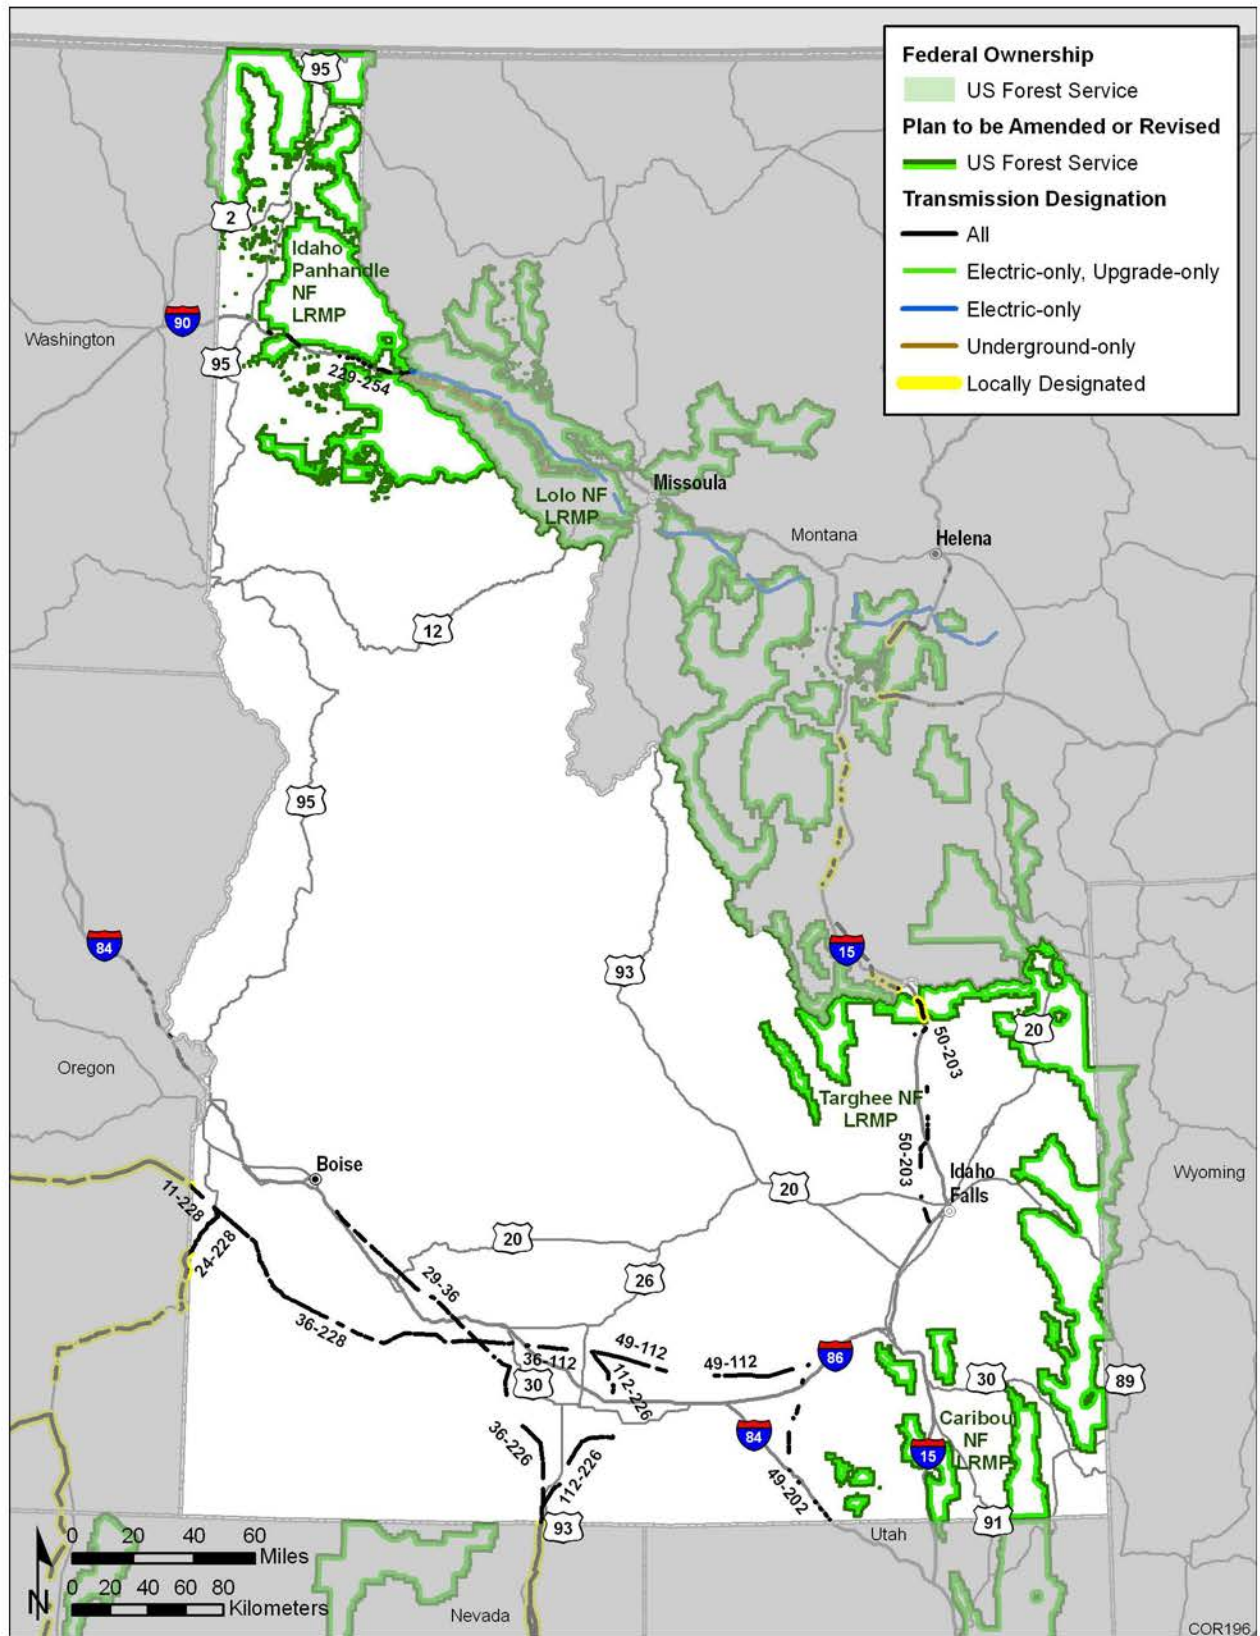 Federal Ownership
US Forest Service
Plan to be Amended or Revised
US Forest Service
Transmission Designation
All
Electric-only, Upgrade-only
Electric-only
Underground-only
Locally Designated
95
2
Idaho
Panhandle
NF
LRMP
90
Washington
95
229-254
Missoula
Lolo NF
LRMP
Montana
Helena
12
95
84
93
15
20
50-203
Oregon
Targhee NF
LRMP
50-203
Boise
Idaho
Falls
Wyoming
11-228
20
24-228
20
29-36
26
36-228
49-112
36-112
49-112
86
30
112-226
30
89
Caribou
NF
LRMP
36-226
84
15
112-226
49-202
93
Utah
91
0 20 40 60
Miles
0 20 40 60 80
Kilometers
N
Nevada
COR196